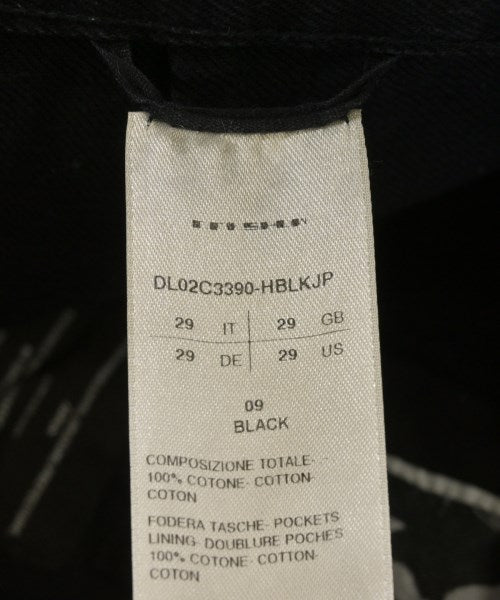 DL02C3390-HBLKJP
29 IT 29 GB
29 DE 29 US
09
BLACK
COMPOSIZIONE TOTALE-
100% COTONE- COTTON-
COTON
FODERA TASCHE- POCKETS
LINING- DOUBLURE POCHES
100% COTONE- COTTON-
COTON